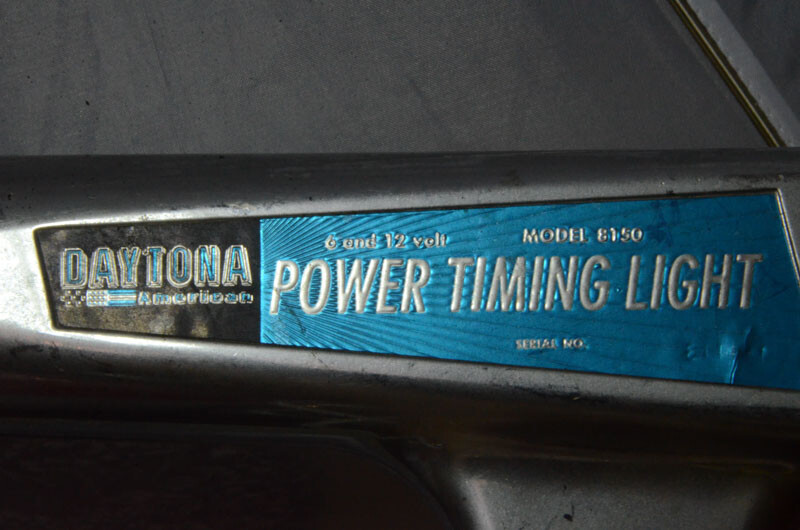 DAYTONA
American
6 and 12 volt MODEL 8150
POWER TIMING LIGHT
SERIAL NO.